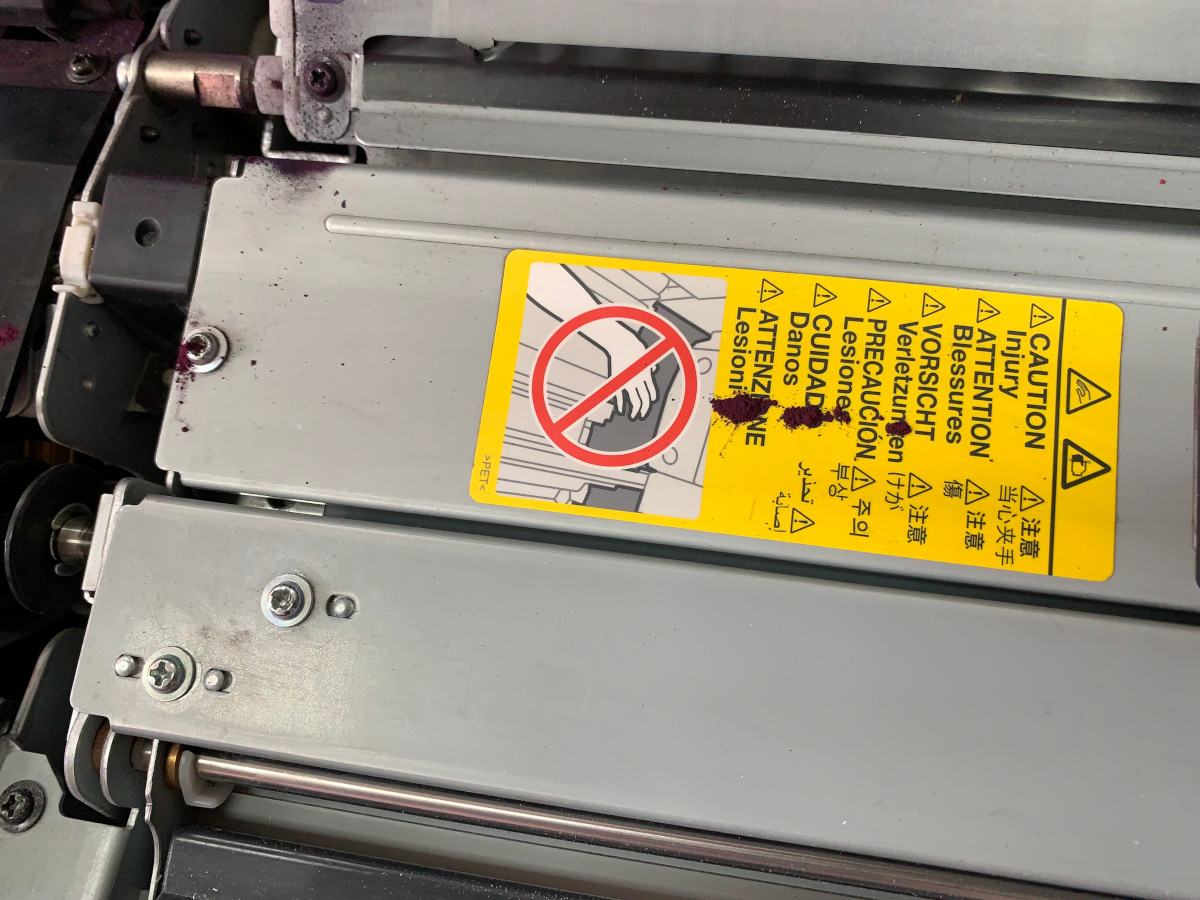 ⚠CAUTION
Injury
⚠ATTENTION
Blessures
⚠VORSICHT
Verletzungen
⚠PRECAUCIÓN
Lesiones
⚠CUIDADO
Danos
⚠ATTENZIONE
Lesioni
⚠注意
当心夹手
⚠注意
傷
⚠注意
けが
⚠주의
부상
⚠ تحذير
إصابة
>PET<